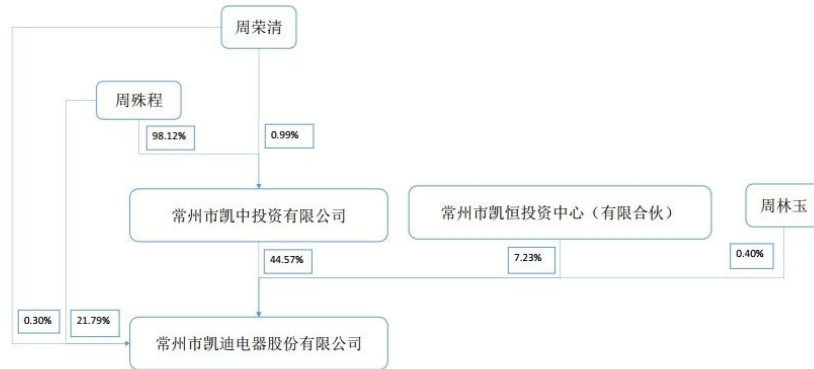 周荣清
周殊程
98.12%
0.99%
常州市凯中投资有限公司
常州市凯恒投资中心（有限合伙）
周林玉
44.57%
7.23%
0.40%
0.30%
21.79%
常州市凯迪电器股份有限公司